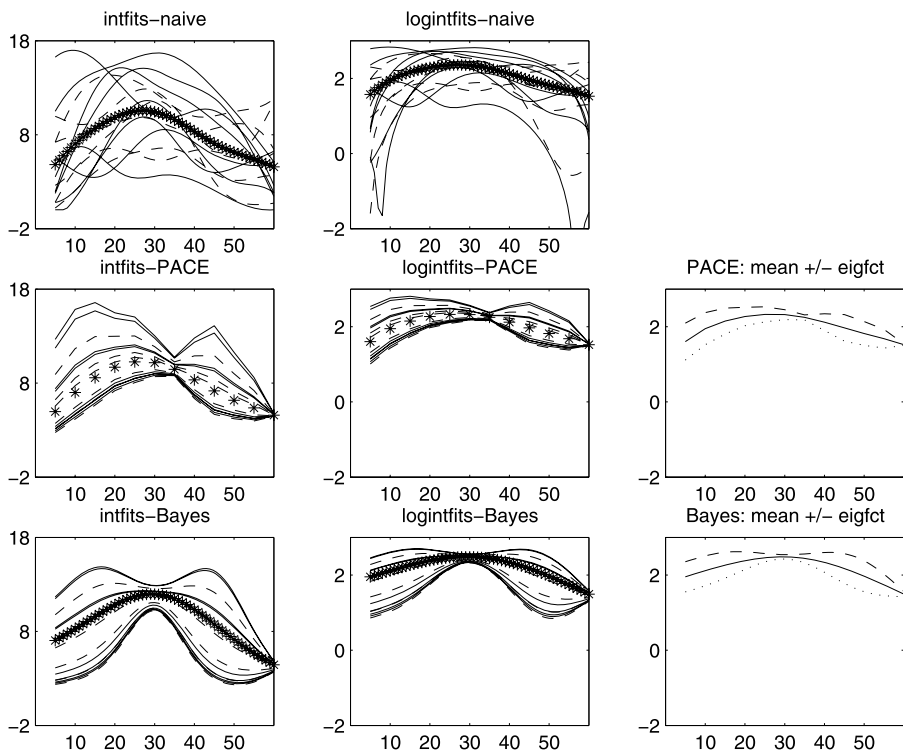 intfits−naive
logintfits−naive
18
8
−2
10 20 30 40 50
2
0
−2
10 20 30 40 50
intfits−PACE
logintfits−PACE
PACE: mean +/− eigfct
18
8
−2
10 20 30 40 50
2
0
−2
10 20 30 40 50
2
0
−2
10 20 30 40 50
intfits−Bayes
logintfits−Bayes
Bayes: mean +/− eigfct
18
8
−2
10 20 30 40 50
2
0
−2
10 20 30 40 50
2
0
−2
10 20 30 40 50